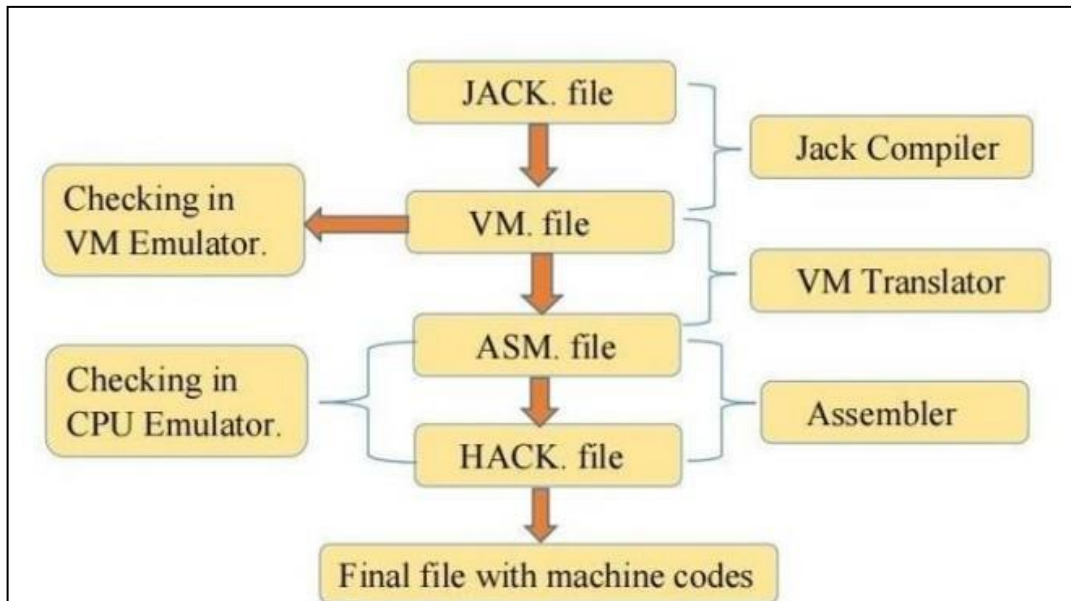 JACK. file
Jack Compiler
Checking in
VM Emulator.
VM. file
VM Translator
ASM. file
Checking in
CPU Emulator.
Assembler
HACK. file
Final file with machine codes